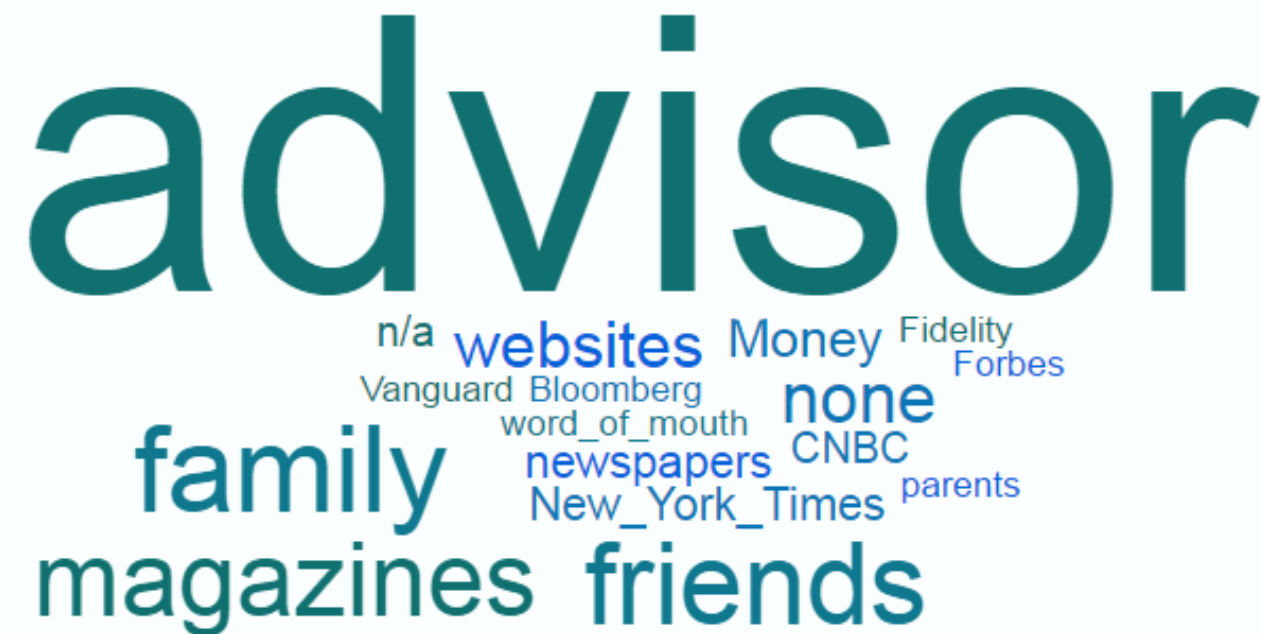 advisor
n/a websites Money Fidelity
Forbes
Vanguard Bloomberg none
word_of_mouth
family newspapers CNBC
New_York_Times parents
magazines friends